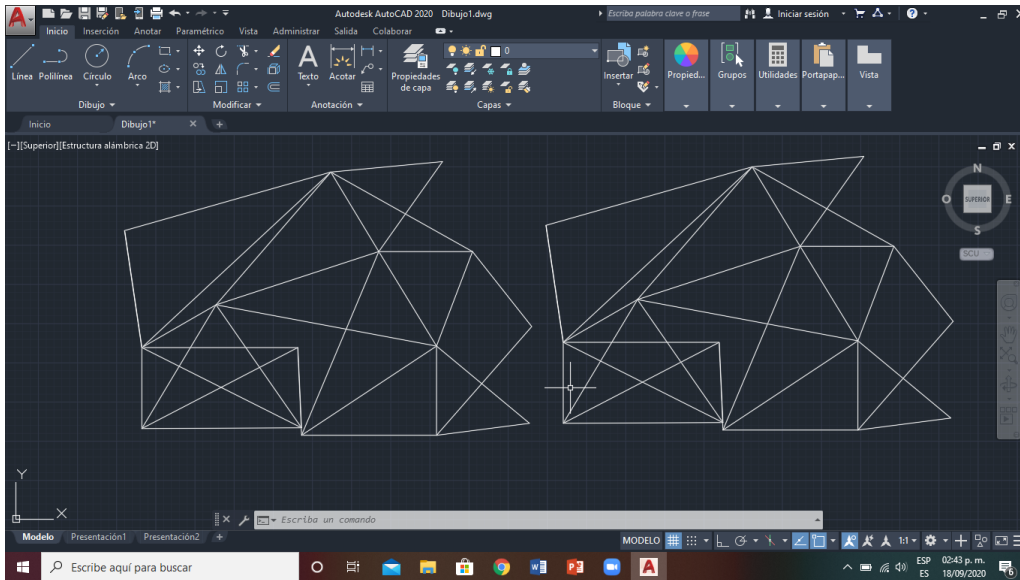 Autodesk AutoCAD 2020 Dibujo1.dwg
Escriba palabra clave o frase
Iniciar sesión
Inicio Inserción Anotar Paramétrico Vista Administrar Salida Colaborar
0
Línea Polilínea Círculo Arco
Texto Acotar
Propiedades de capa
Insertar
Propied... Grupos Utilidades Portapap... Vista
Dibujo Modificar Anotación Capas Bloque
Inicio Dibujo1* +
[−][Superior][Estructura alámbrica 2D]
N
O SUPERIOR E
S
SCU
Y
X
Escriba un comando
Modelo Presentación1 Presentación2 +
MODELO 1:1
Escribe aquí para buscar
ESP 02:43 p. m.
ES 18/09/2020
6